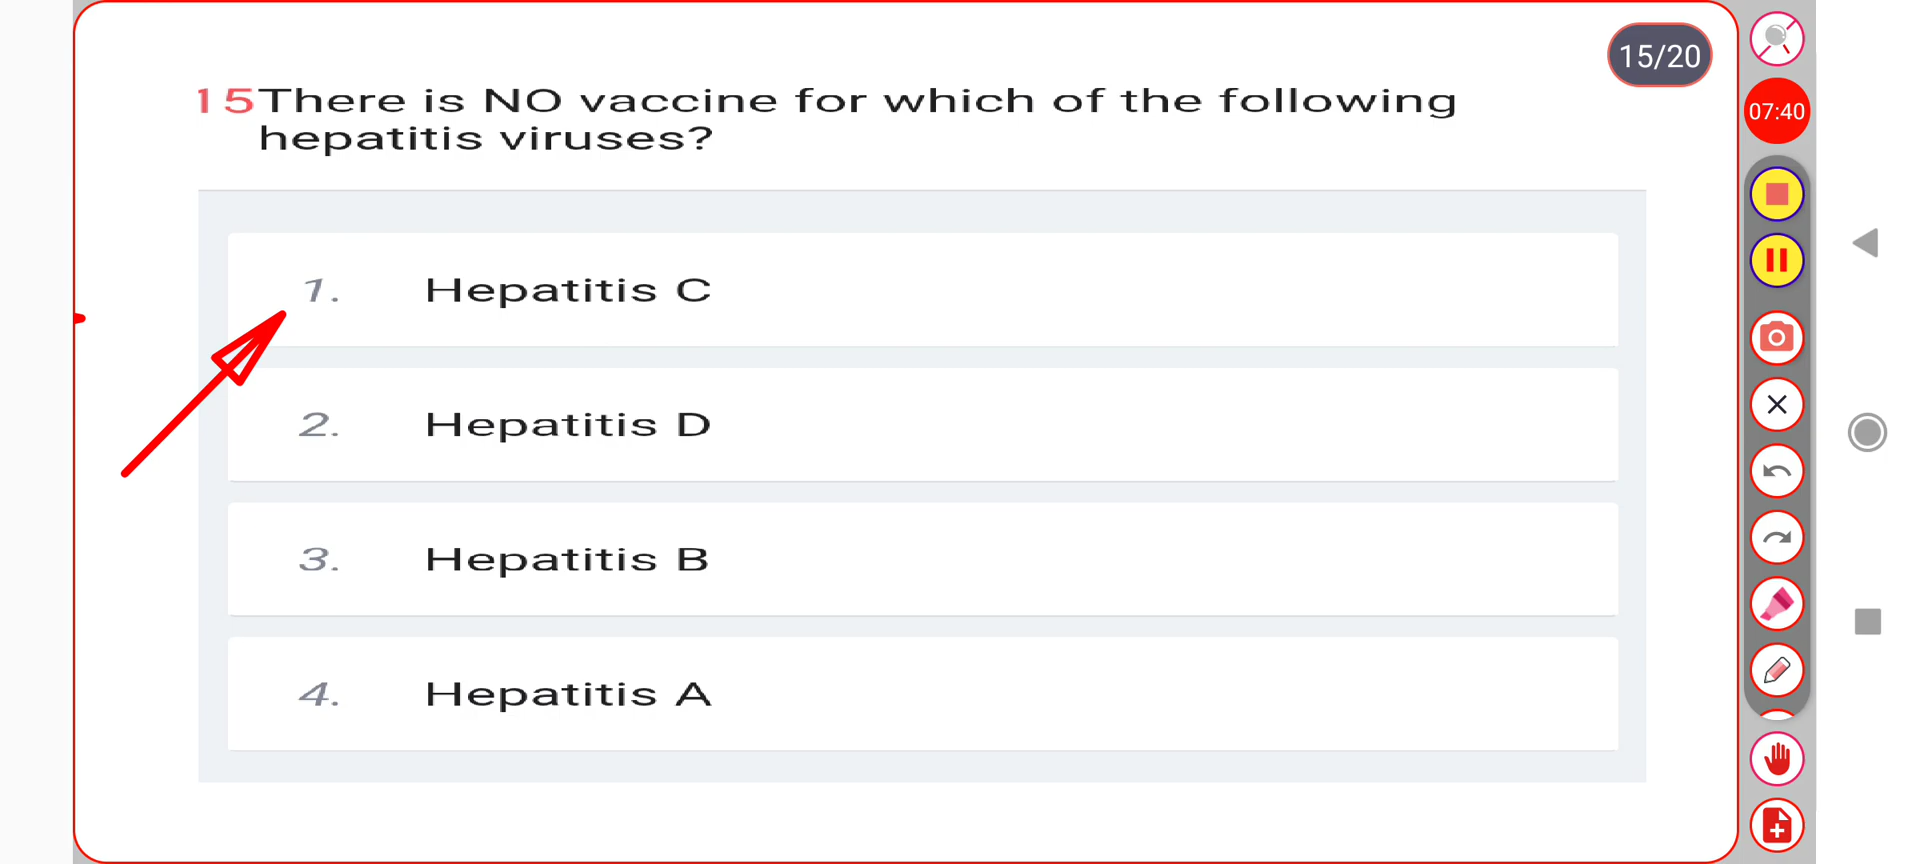 15/20
07:40
15 There is NO vaccine for which of the following
hepatitis viruses?
1. Hepatitis C
2. Hepatitis D
3. Hepatitis B
4. Hepatitis A